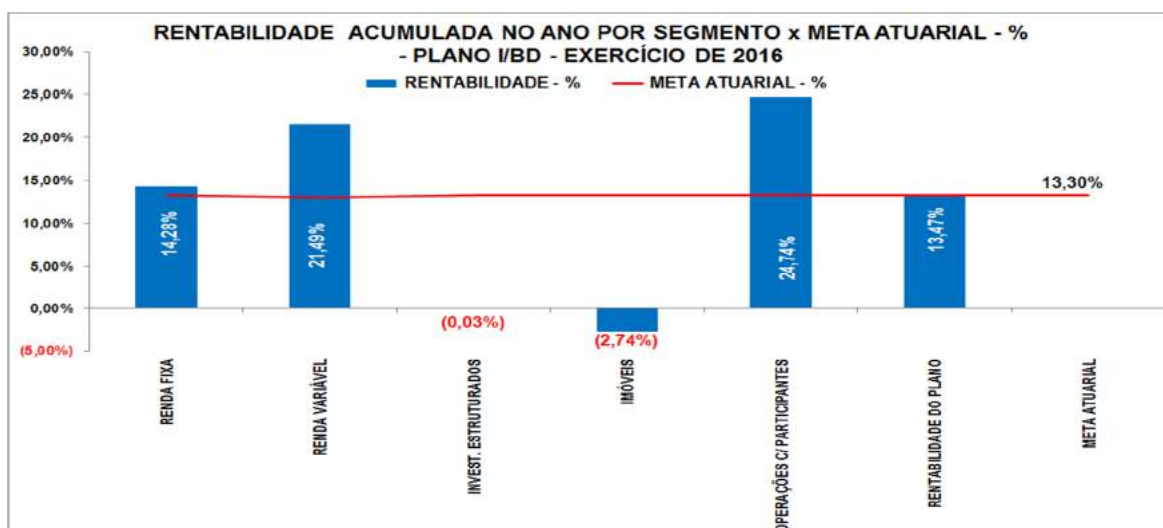 RENTABILIDADE ACUMULADA NO ANO POR SEGMENTO x META ATUARIAL - %
- PLANO I/BD - EXERCÍCIO DE 2016
RENTABILIDADE - %
META ATUARIAL - %
30,00%
25,00%
20,00%
15,00%
10,00%
5,00%
0,00%
(5,00%)
14,28%
21,49%
(0,03%)
(2,74%)
24,74%
13,47%
13,30%
RENDA FIXA
RENDA VARIÁVEL
INVEST. ESTRUTURADOS
IMÓVEIS
OPERAÇÕES C/ PARTICIPANTES
RENTABILIDADE DO PLANO
META ATUARIAL